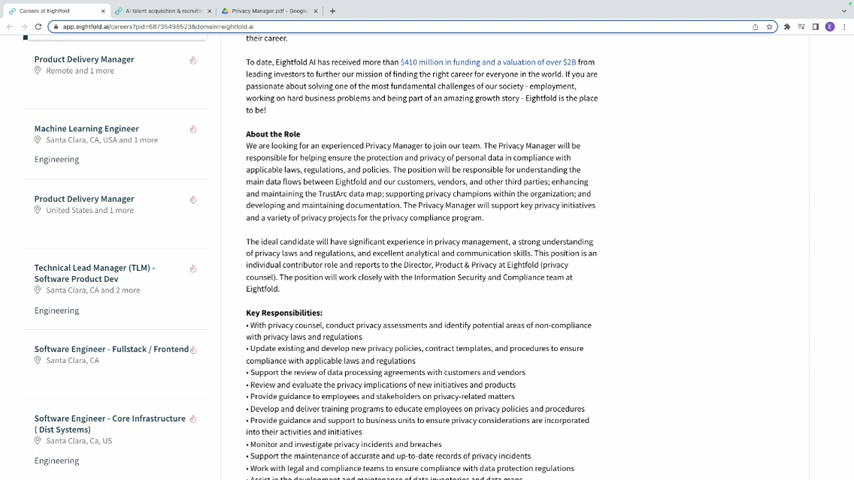 Careers at Eightfold
AI talent acquisition & recruitin
Privacy Manager.pdf - Google
app.eightfold.ai/careers?pid=68735498523&domain=eightfold.ai
Product Delivery Manager
Remote and 1 more
Machine Learning Engineer
Santa Clara, CA, USA and 1 more
Engineering
Product Delivery Manager
United States and 1 more
Technical Lead Manager (TLM) -
Software Product Dev
Santa Clara, CA and 2 more
Engineering
Software Engineer - Fullstack / Frontend
Santa Clara, CA
Software Engineer - Core Infrastructure
( Dist Systems)
Santa Clara, Ca, US
Engineering
their career.
To date, Eightfold AI has received more than $410 million in funding and a valuation of over $2B from
leading investors to further our mission of finding the right career for everyone in the world. If you are
passionate about solving one of the most fundamental challenges of our society - employment,
working on hard business problems and being part of an amazing growth story - Eightfold is the place
to be!
About the Role
We are looking for an experienced Privacy Manager to join our team. The Privacy Manager will be
responsible for helping ensure the protection and privacy of personal data in compliance with
applicable laws, regulations, and policies. The position will be responsible for understanding the
main data flows between Eightfold and our customers, vendors, and other third parties; enhancing
and maintaining the TrustArc data map; supporting privacy champions within the organization; and
developing and maintaining documentation. The Privacy Manager will support key privacy initiatives
and a variety of privacy projects for the privacy compliance program.
The ideal candidate will have significant experience in privacy management, a strong understanding
of privacy laws and regulations, and excellent analytical and communication skills. This position is an
individual contributor role and reports to the Director, Product & Privacy at Eightfold (privacy
counsel). The position will work closely with the Information Security and Compliance team at
Eightfold.
Key Responsibilities:
• With privacy counsel, conduct privacy assessments and identify potential areas of non-compliance
with privacy laws and regulations
• Update existing and develop new privacy policies, contract templates, and procedures to ensure
compliance with applicable laws and regulations
• Support the review of data processing agreements with customers and vendors
• Review and evaluate the privacy implications of new initiatives and products
• Provide guidance to employees and stakeholders on privacy-related matters
• Develop and deliver training programs to educate employees on privacy policies and procedures
• Provide guidance and support to business units to ensure privacy considerations are incorporated
into their activities and initiatives
• Monitor and investigate privacy incidents and breaches
• Support the maintenance of accurate and up-to-date records of privacy incidents
• Work with legal and compliance teams to ensure compliance with data protection regulations
• Assist in the development and maintenance of data inventories and data maps